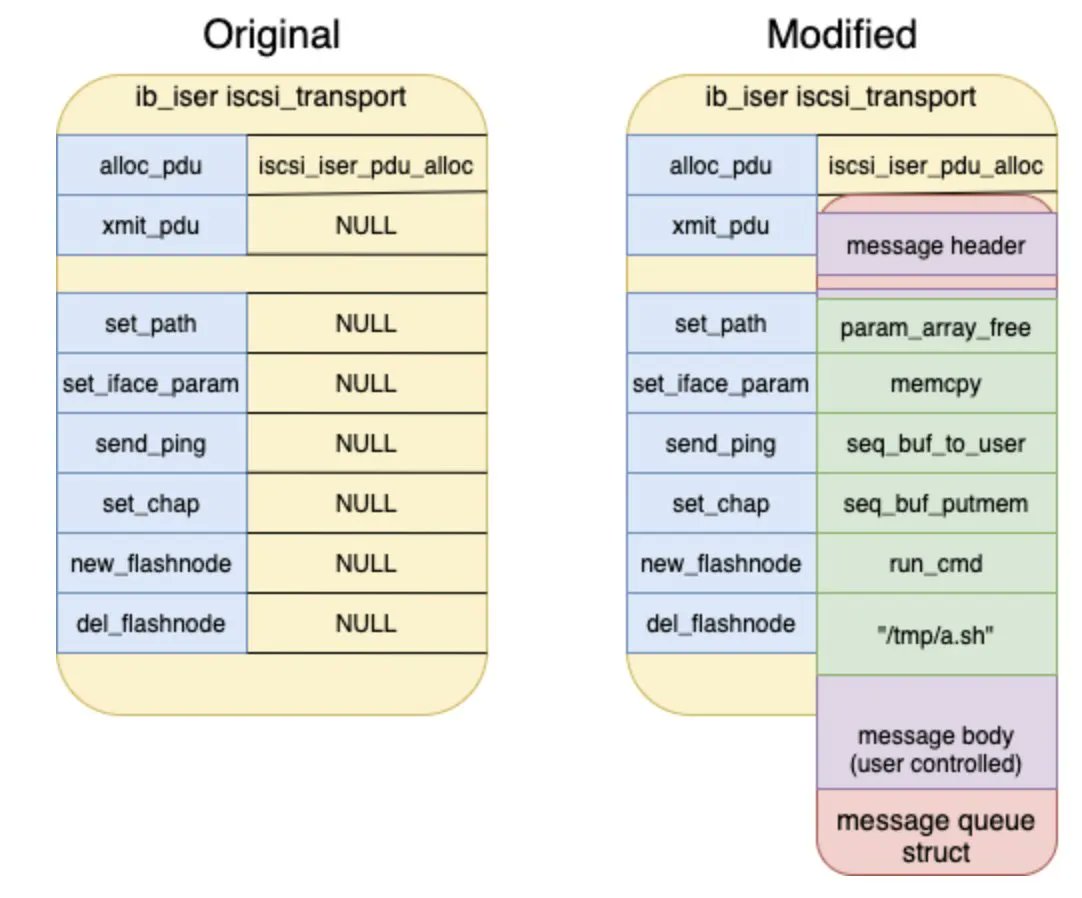 Original
ib_iser iscsi_transport
alloc_pdu iscsi_iser_pdu_alloc
xmit_pdu NULL
set_path NULL
set_iface_param NULL
send_ping NULL
set_chap NULL
new_flashnode NULL
del_flashnode NULL
Modified
ib_iser iscsi_transport
alloc_pdu iscsi_iser_pdu_alloc
xmit_pdu message header
set_path param_array_free
set_iface_param memcpy
send_ping seq_buf_to_user
set_chap seq_buf_putmem
new_flashnode run_cmd
del_flashnode "/tmp/a.sh"
message body
(user controlled)
message queue
struct